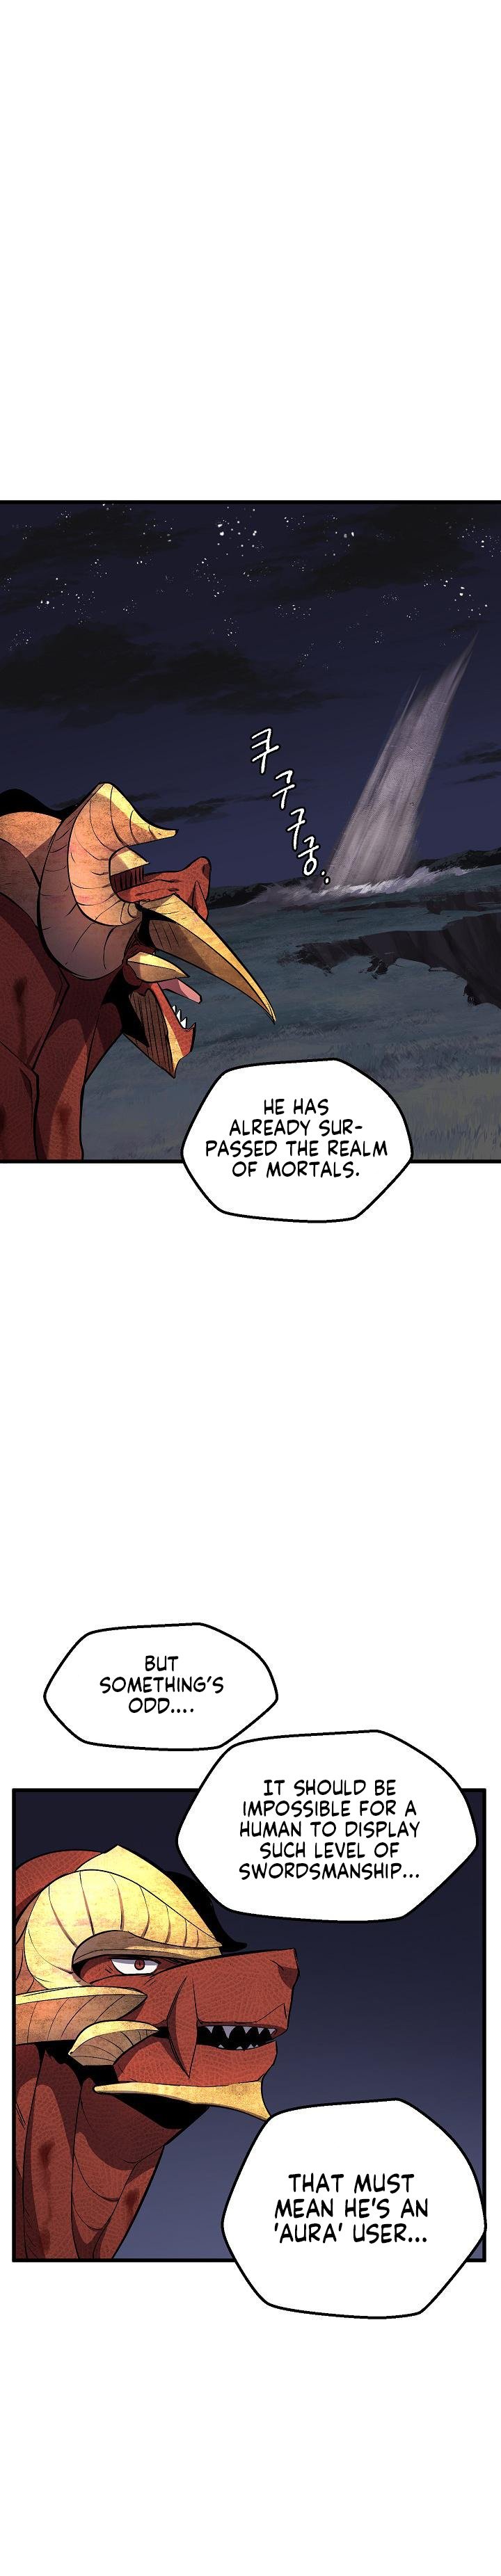 쿠
구
구
궁..
HE HAS
ALREADY SUR-
PASSED THE REALM
OF MORTALS.
BUT
SOMETHING'S
ODD....
IT SHOULD BE
IMPOSSIBLE FOR A
HUMAN TO DISPLAY
SUCH LEVEL OF
SWORDSMANSHIP...
THAT MUST
MEAN HE'S AN
'AURA' USER...